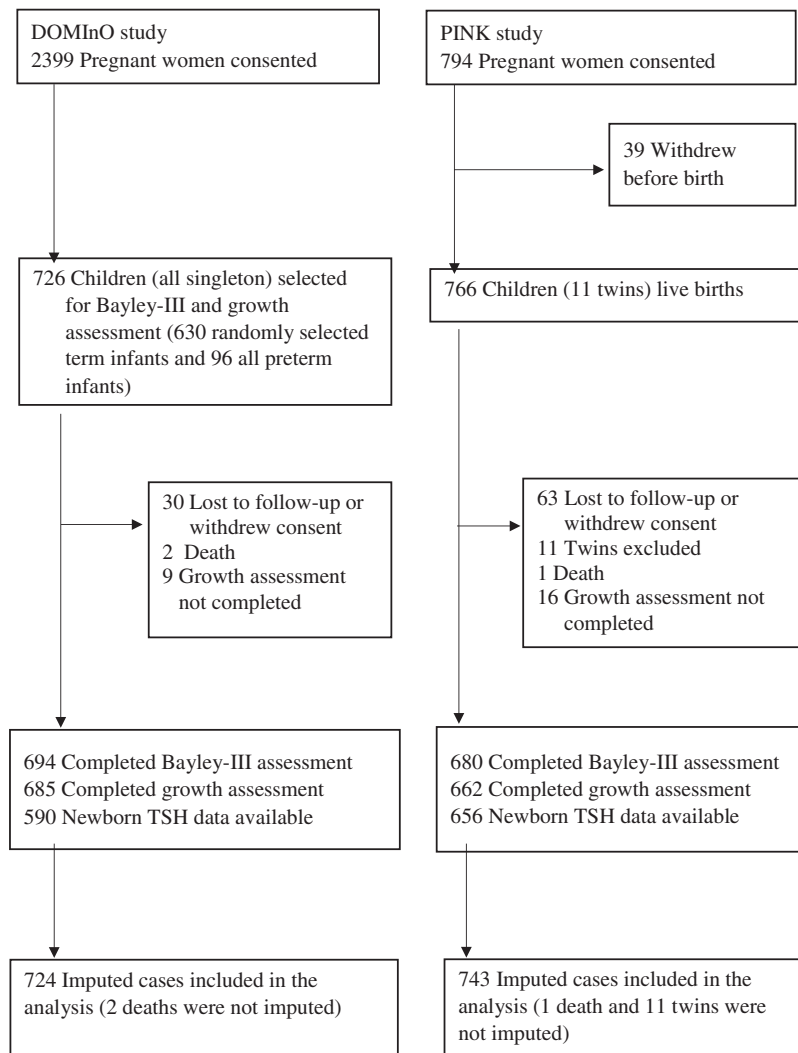 DOMInO study
2399 Pregnant women consented
PINK study
794 Pregnant women consented
39 Withdrew
before birth
726 Children (all singleton) selected
for Bayley-III and growth
assessment (630 randomly selected
term infants and 96 all preterm
infants)
766 Children (11 twins) live births
30 Lost to follow-up or
withdrew consent
2 Death
9 Growth assessment
not completed
63 Lost to follow-up or
withdrew consent
11 Twins excluded
1 Death
16 Growth assessment not
completed
694 Completed Bayley-III assessment
685 Completed growth assessment
590 Newborn TSH data available
680 Completed Bayley-III assessment
662 Completed growth assessment
656 Newborn TSH data available
724 Imputed cases included in the
analysis (2 deaths were not imputed)
743 Imputed cases included in the
analysis (1 death and 11 twins were
not imputed)